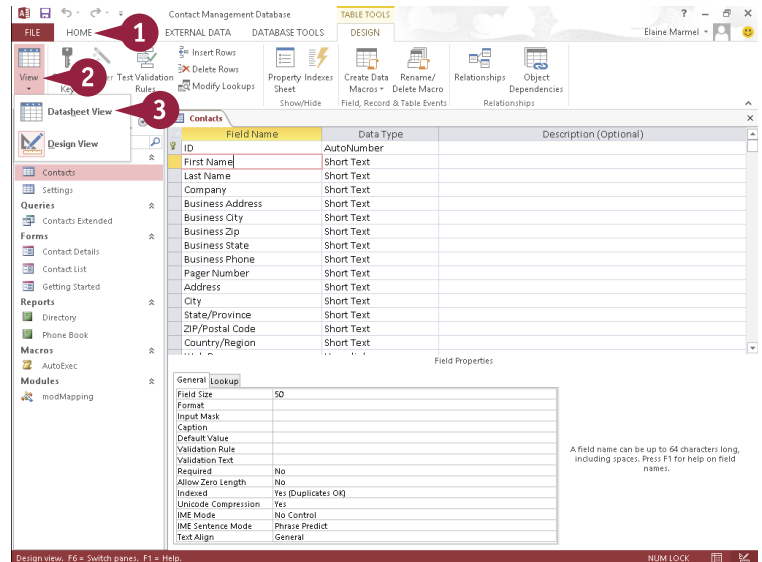 Contact Management Database
TABLE TOOLS
FILE
HOME
1
EXTERNAL DATA
DATABASE TOOLS
DESIGN
Elaine Marmel
View
2
Test Validation
Rules
Insert Rows
Delete Rows
Modify Lookups
Property
Sheet
Indexes
Create Data
Macros
Rename/
Delete Macro
Relationships
Object
Dependencies
Show/Hide
Field, Record & Table Events
Relationships
Datasheet View
3
Design View
Contacts
Settings
Queries
Contacts Extended
Forms
Contact Details
Contact List
Getting Started
Reports
Directory
Phone Book
Macros
AutoExec
Modules
modMapping
Contacts
Field Name Data Type Description (Optional)
ID AutoNumber
First Name Short Text
Last Name Short Text
Company Short Text
Business Address Short Text
Business City Short Text
Business Zip Short Text
Business State Short Text
Business Phone Short Text
Pager Number Short Text
Address Short Text
City Short Text
State/Province Short Text
ZIP/Postal Code Short Text
Country/Region Short Text
Field Properties
General Lookup
Field Size 50
Format
Input Mask
Caption
Default Value
Validation Rule
Validation Text
Required No
Allow Zero Length No
Indexed Yes (Duplicates OK)
Unicode Compression Yes
IME Mode No Control
IME Sentence Mode Phrase Predict
Text Align General
A field name can be up to 64 characters long,
including spaces. Press F1 for help on field
names.
Design view. F6 = Switch panes. F1 = Help.
NUM LOCK